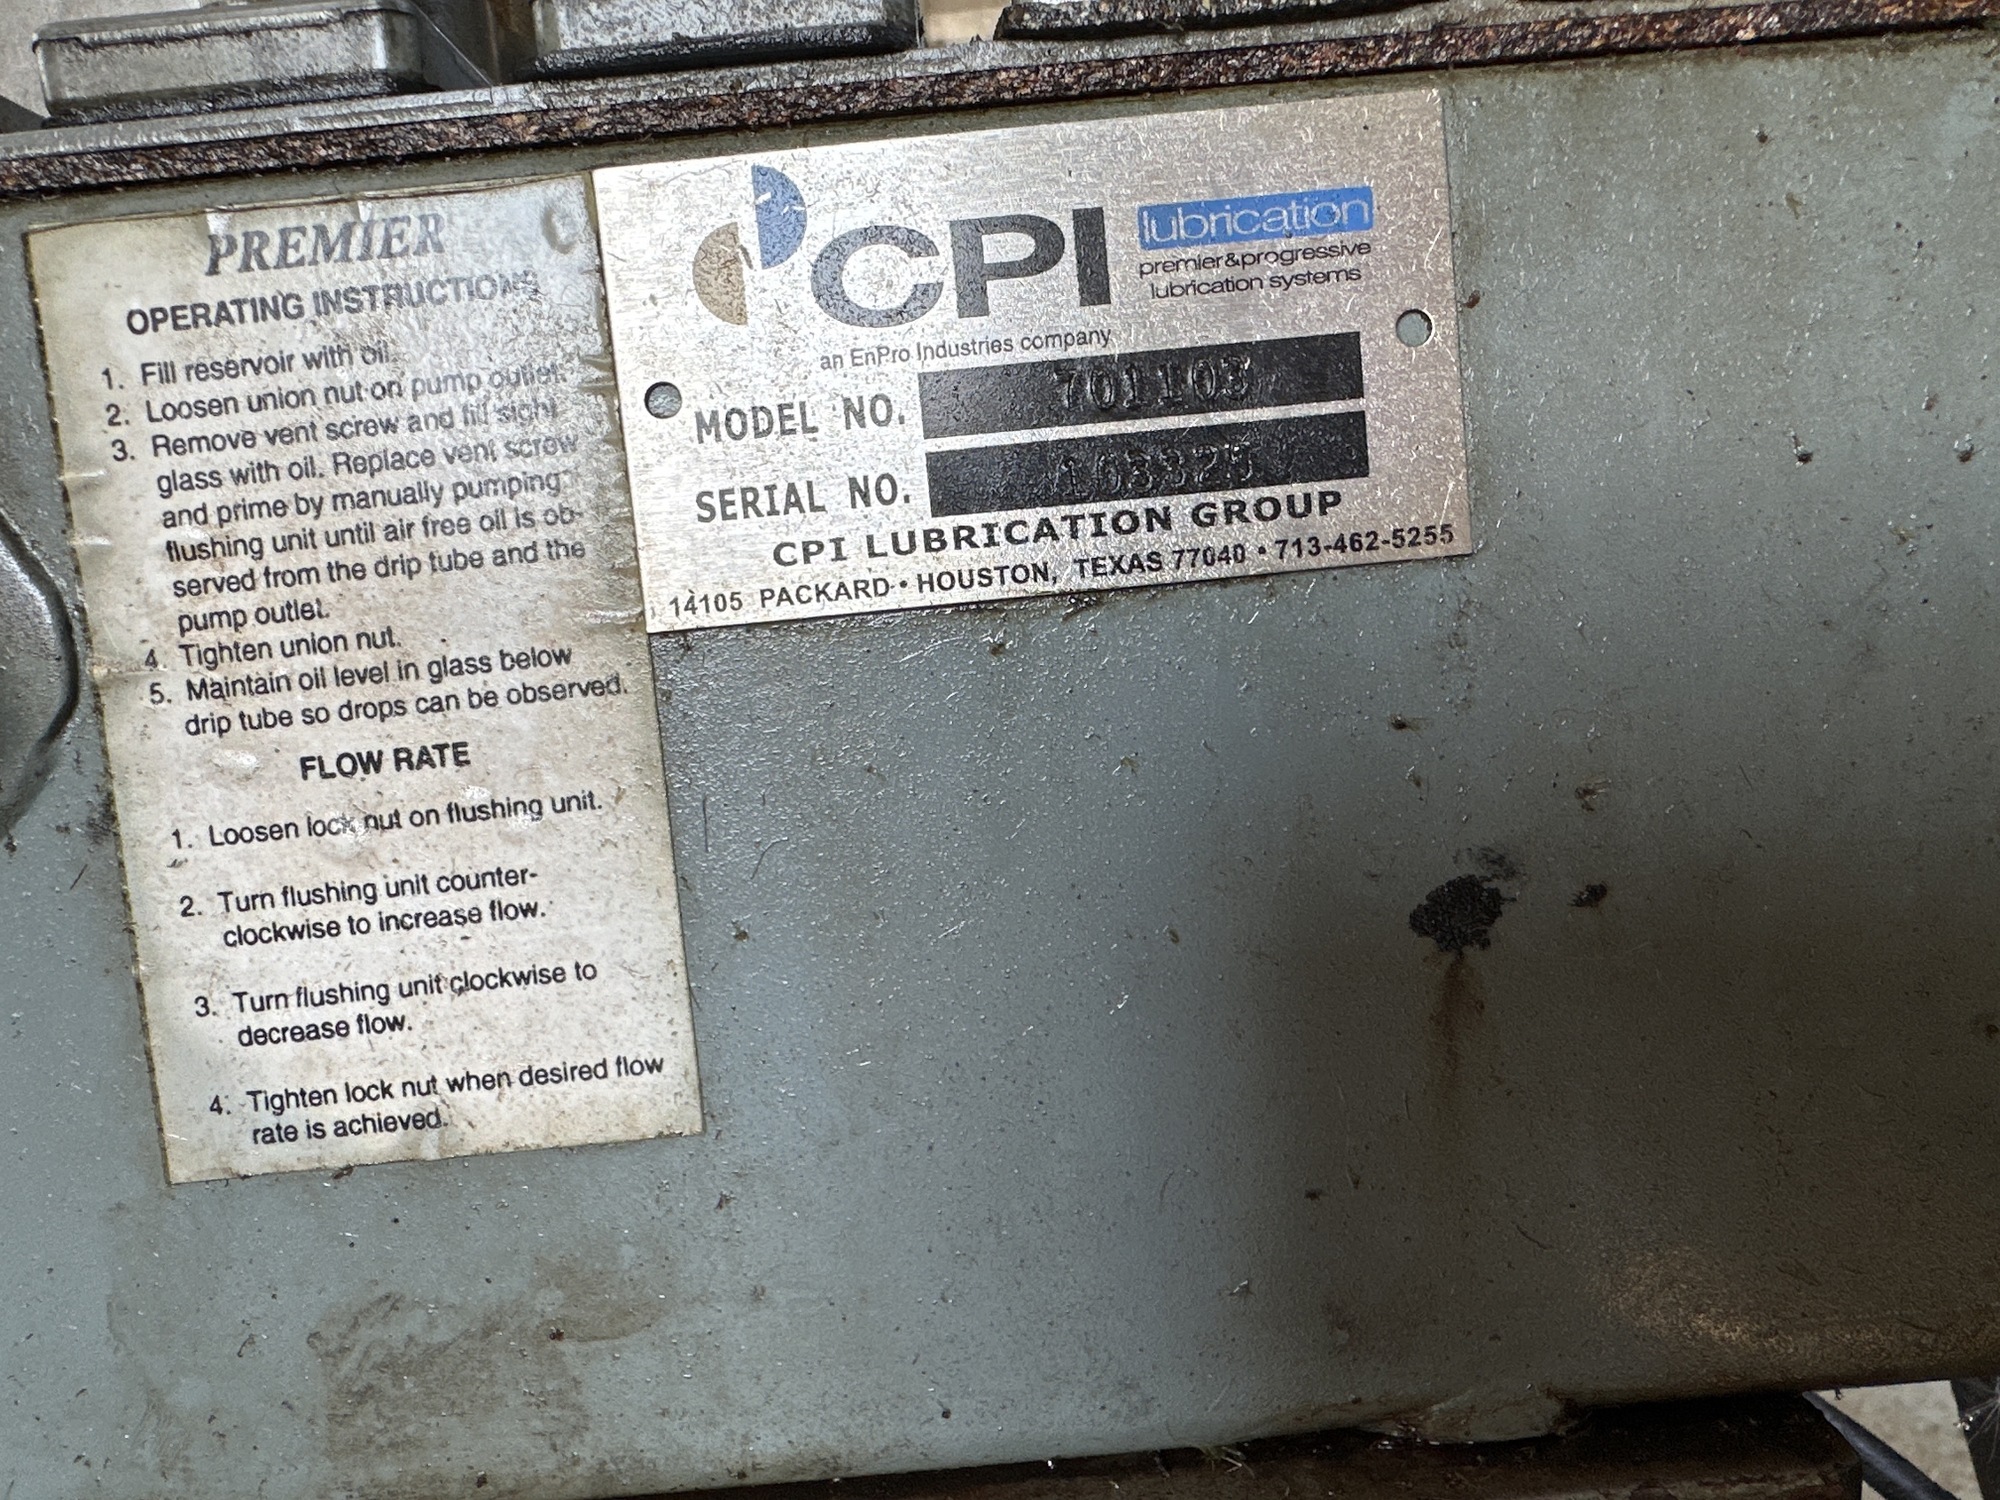 PREMIER
OPERATING INSTRUCTIONS
1. Fill reservoir with oil.
2. Loosen union nut on pump outlet.
3. Remove vent screw and fill sight
glass with oil. Replace vent screw
and prime by manually pumping
flushing unit until air free oil is ob-
served from the drip tube and the
pump outlet.
4. Tighten union nut.
5. Maintain oil level in glass below
drip tube so drops can be observed.
FLOW RATE
1. Loosen lock nut on flushing unit.
2. Turn flushing unit counter-
clockwise to increase flow.
3. Turn flushing unit clockwise to
decrease flow.
4. Tighten lock nut when desired flow
rate is achieved.
CPI lubrication
premier&progressive
lubrication systems
an EnPro Industries company
MODEL NO. 701103
SERIAL NO.
CPI LUBRICATION GROUP
14105 PACKARD • HOUSTON, TEXAS 77040 • 713-462-5255